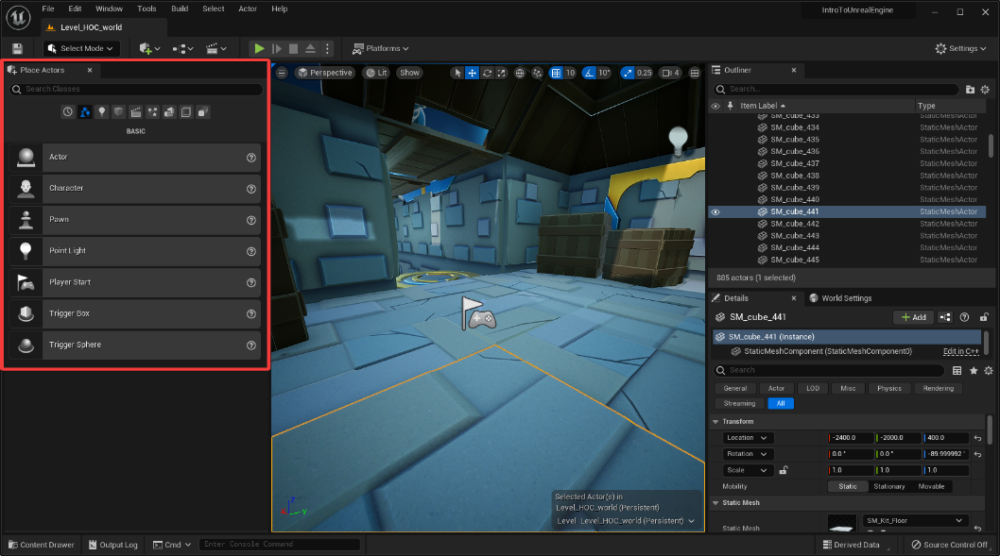 File Edit Window Tools Build Select Actor Help
IntroToUnrealEngine
Level_HOC_world
Select Mode
Platforms
Settings
Place Actors
Search Classes
BASIC
Actor
Character
Pawn
Point Light
Player Start
Trigger Box
Trigger Sphere
Perspective Lit Show
10 10° 0.25 4
Selected Actor(s) in
Level_HOC_world (Persistent)
Level Level_HOC_world (Persistent)
Outliner
Search...
Item Label Type
SM_cube_433 StaticMeshActor
SM_cube_434 StaticMeshActor
SM_cube_435 StaticMeshActor
SM_cube_436 StaticMeshActor
SM_cube_437 StaticMeshActor
SM_cube_438 StaticMeshActor
SM_cube_439 StaticMeshActor
SM_cube_440 StaticMeshActor
SM_cube_441 StaticMeshActor
SM_cube_442 StaticMeshActor
SM_cube_443 StaticMeshActor
SM_cube_444 StaticMeshActor
SM_cube_445 StaticMeshActor
885 actors (1 selected)
Details World Settings
SM_cube_441
Add
SM_cube_441 (Instance)
StaticMeshComponent (StaticMeshComponent0) Edit in C++
Search
General Actor LOD Misc Physics Rendering
Streaming All
Transform
Location -2400.0 -2000.0 400.0
Rotation 0.0° 0.0° -89.999992°
Scale 1.0 1.0 1.0
Mobility Static Stationary Movable
Static Mesh
Static Mesh SM_Kit_Floor
Z
X Y
Content Drawer Output Log Cmd Enter Console Command Derived Data Source Control Off